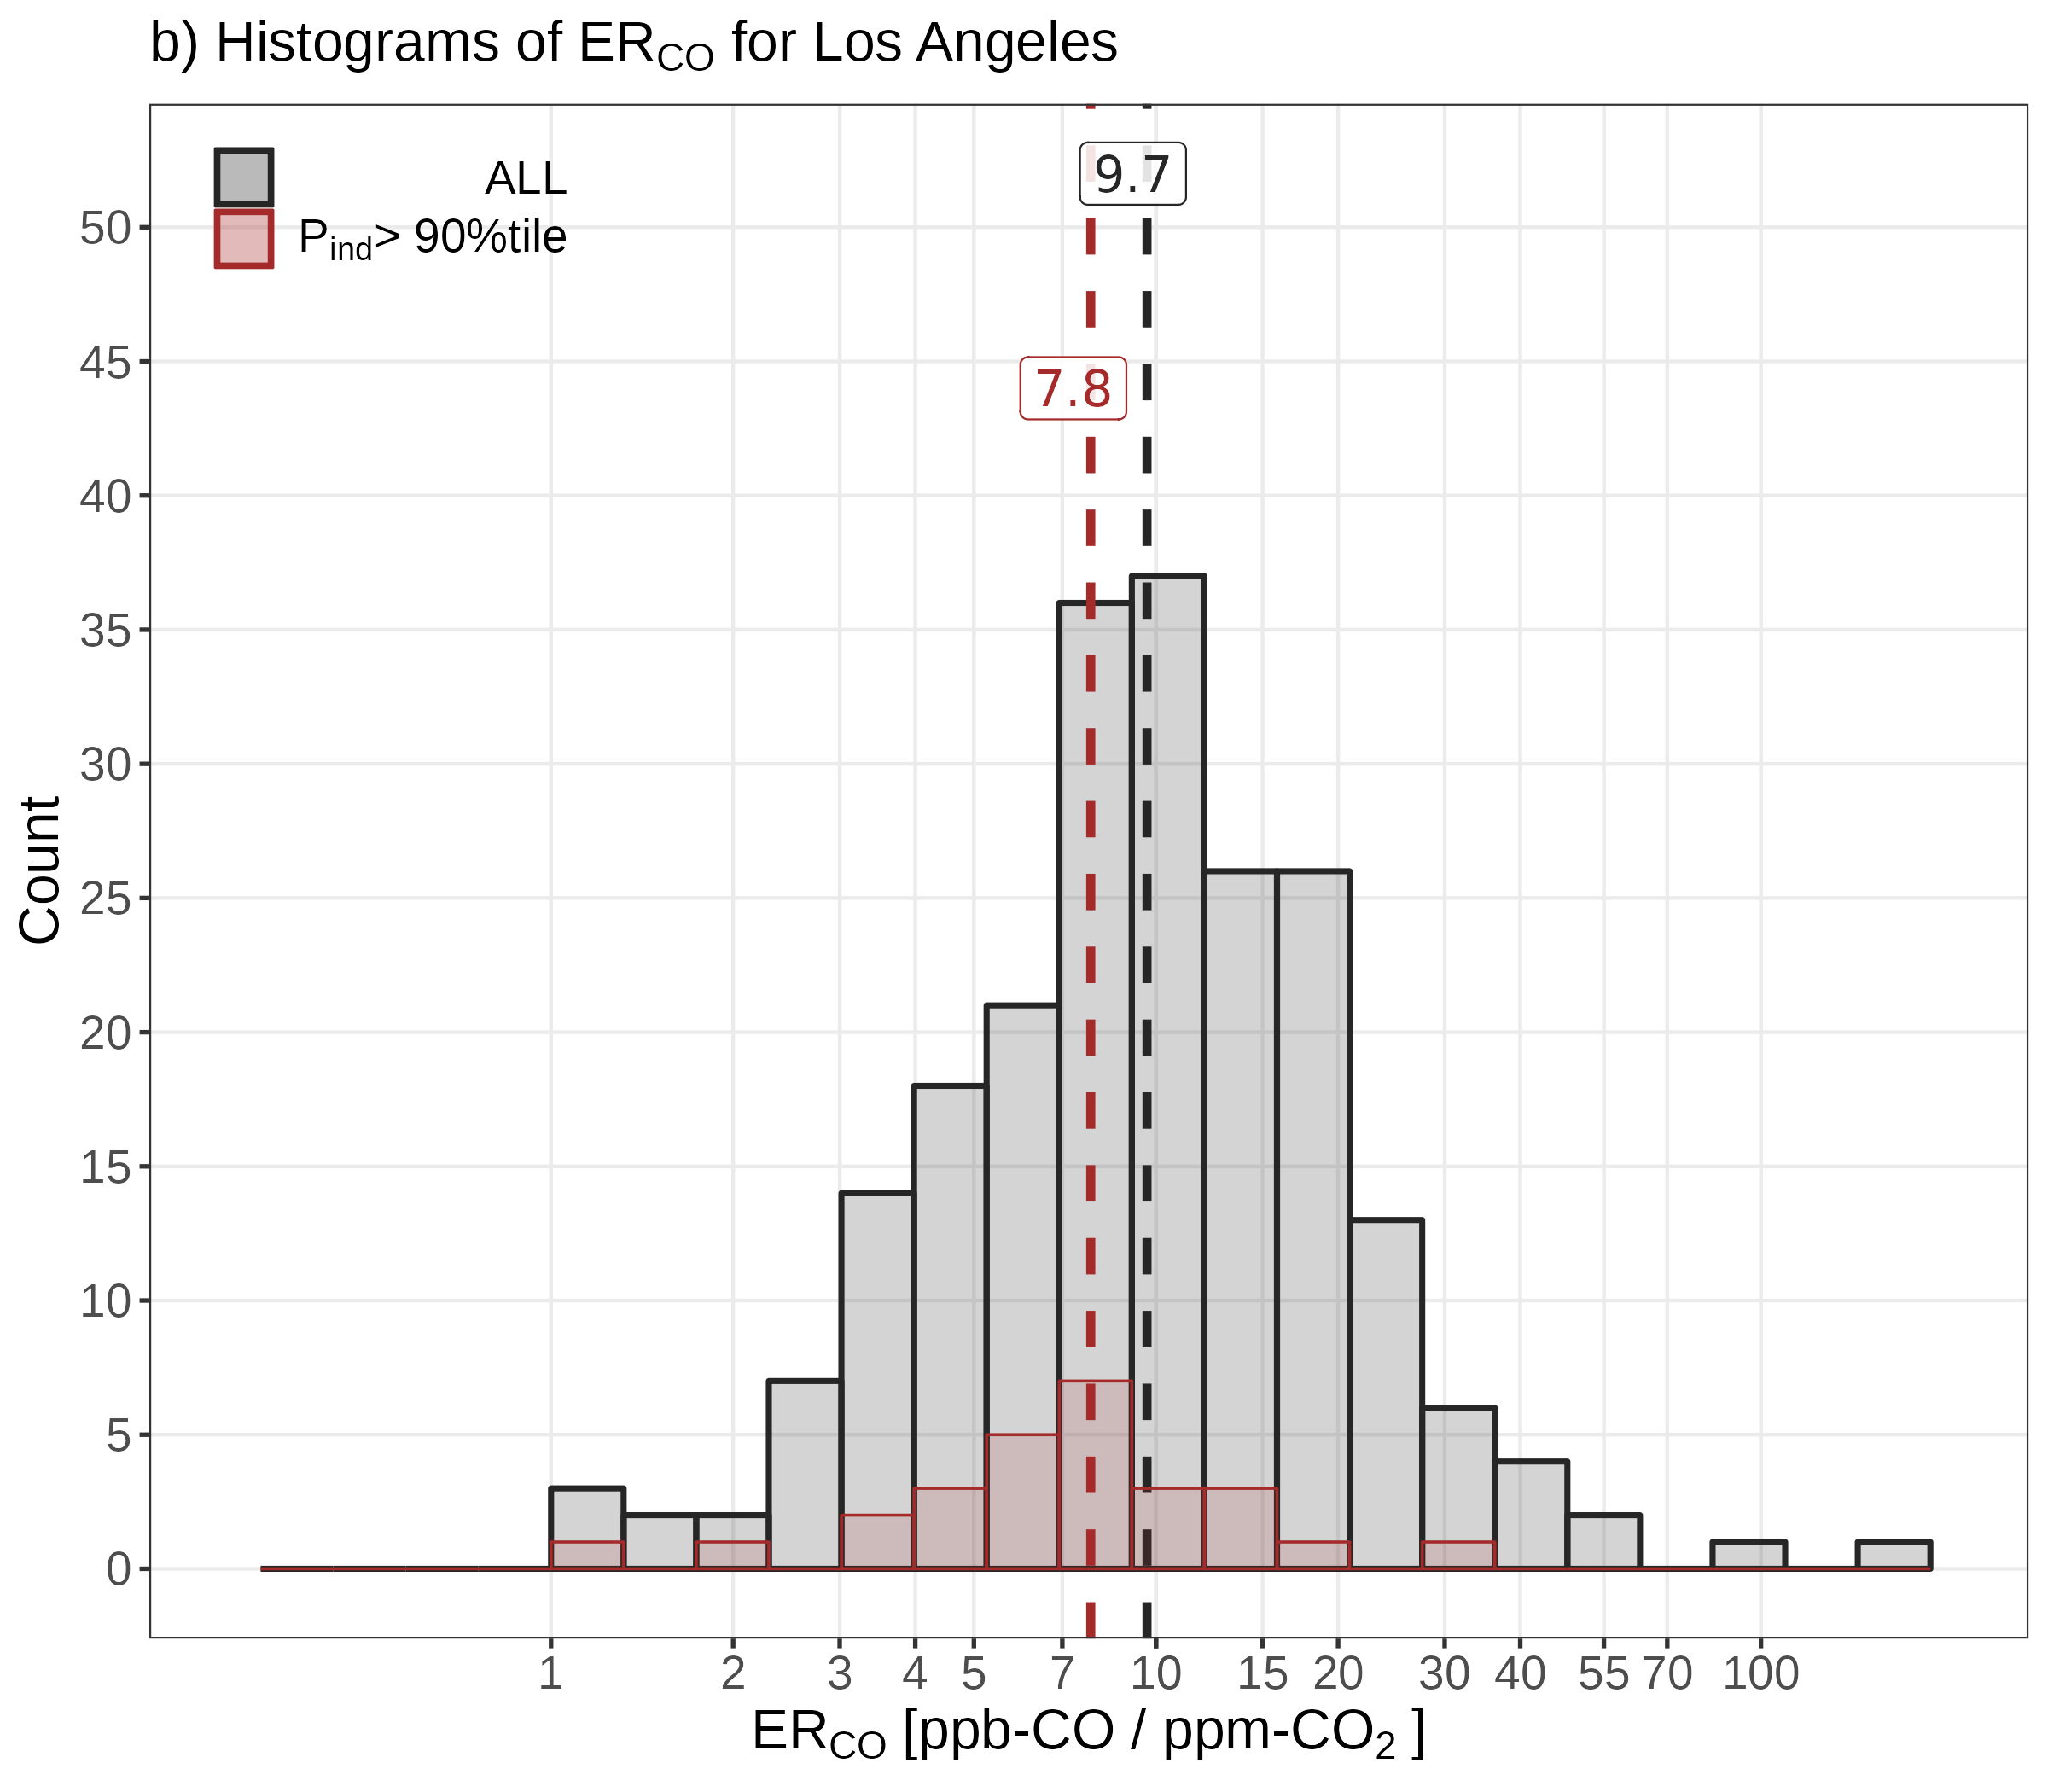 b) Histograms of ERCO for Los Angeles
ALL
Pind> 90%tile
9.7
7.8
50
45
40
35
30
25
20
15
10
5
0
Count
1 2 3 4 5 7 10 15 20 30 40 55 70 100
ERCO [ppb-CO / ppm-CO2 ]